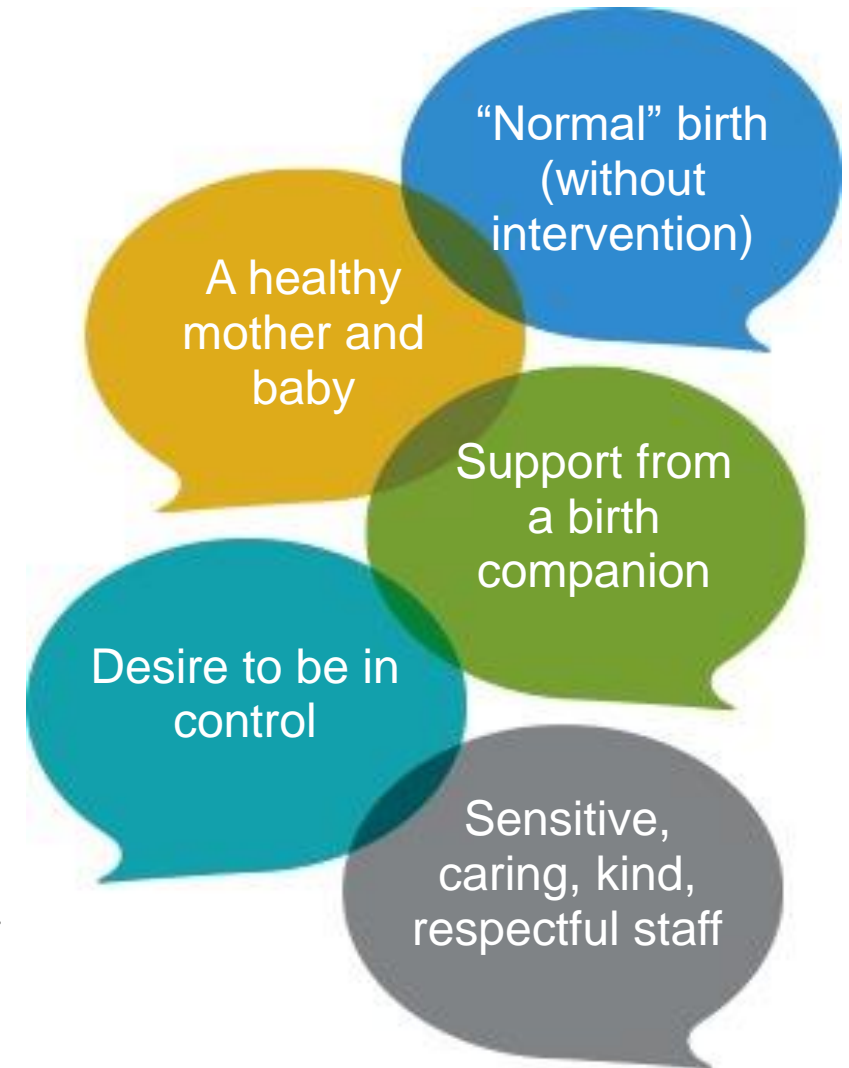 “Normal” birth
(without
intervention)
A healthy
mother and
baby
Support from
a birth
companion
Desire to be in
control
Sensitive,
caring, kind,
respectful staff